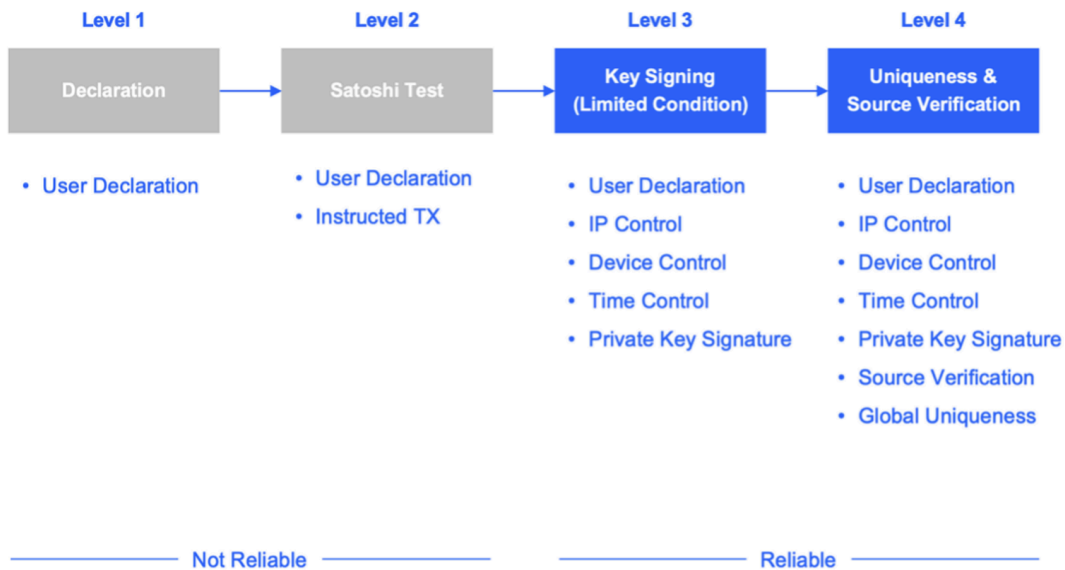 Level 1
Level 2
Level 3
Level 4
Declaration
Satoshi Test
Key Signing
(Limited Condition)
Uniqueness &
Source Verification
• User Declaration
• User Declaration
• Instructed TX
• User Declaration
• IP Control
• Device Control
• Time Control
• Private Key Signature
• User Declaration
• IP Control
• Device Control
• Time Control
• Private Key Signature
• Source Verification
• Global Uniqueness
Not Reliable
Reliable